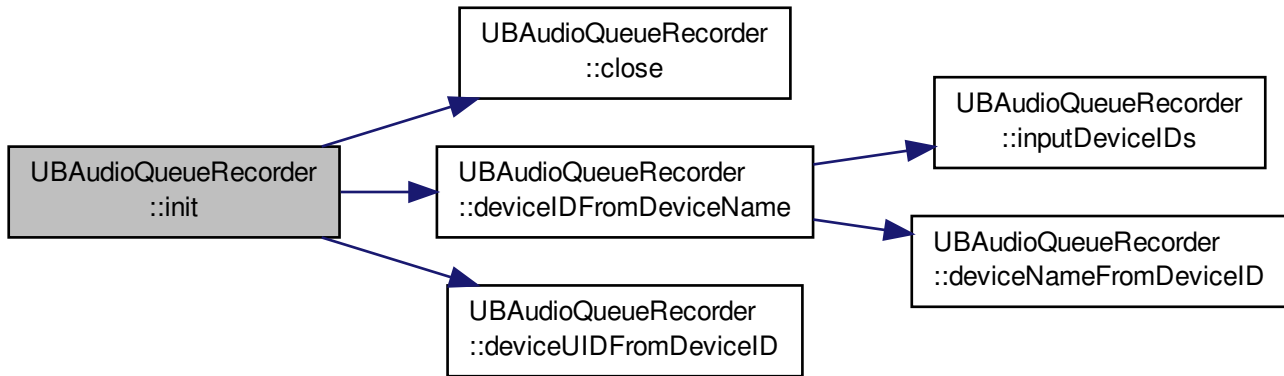 UBAudioQueueRecorder
::init
UBAudioQueueRecorder
::close
UBAudioQueueRecorder
::deviceIDFromDeviceName
UBAudioQueueRecorder
::deviceUIDFromDeviceID
UBAudioQueueRecorder
::inputDeviceIDs
UBAudioQueueRecorder
::deviceNameFromDeviceID